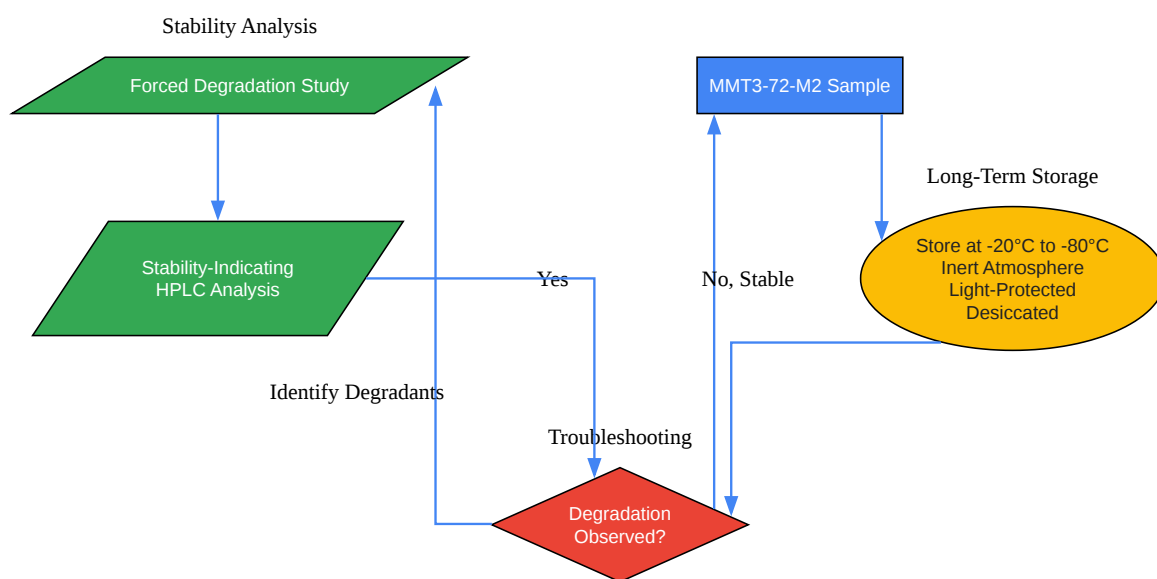 Stability Analysis
Forced Degradation Study
MMT3-72-M2 Sample
Long-Term Storage
Store at -20°C to -80°C
Inert Atmosphere
Light-Protected
Desiccated
Stability-Indicating
HPLC Analysis
Yes
No, Stable
Identify Degradants
Troubleshooting
Degradation
Observed?